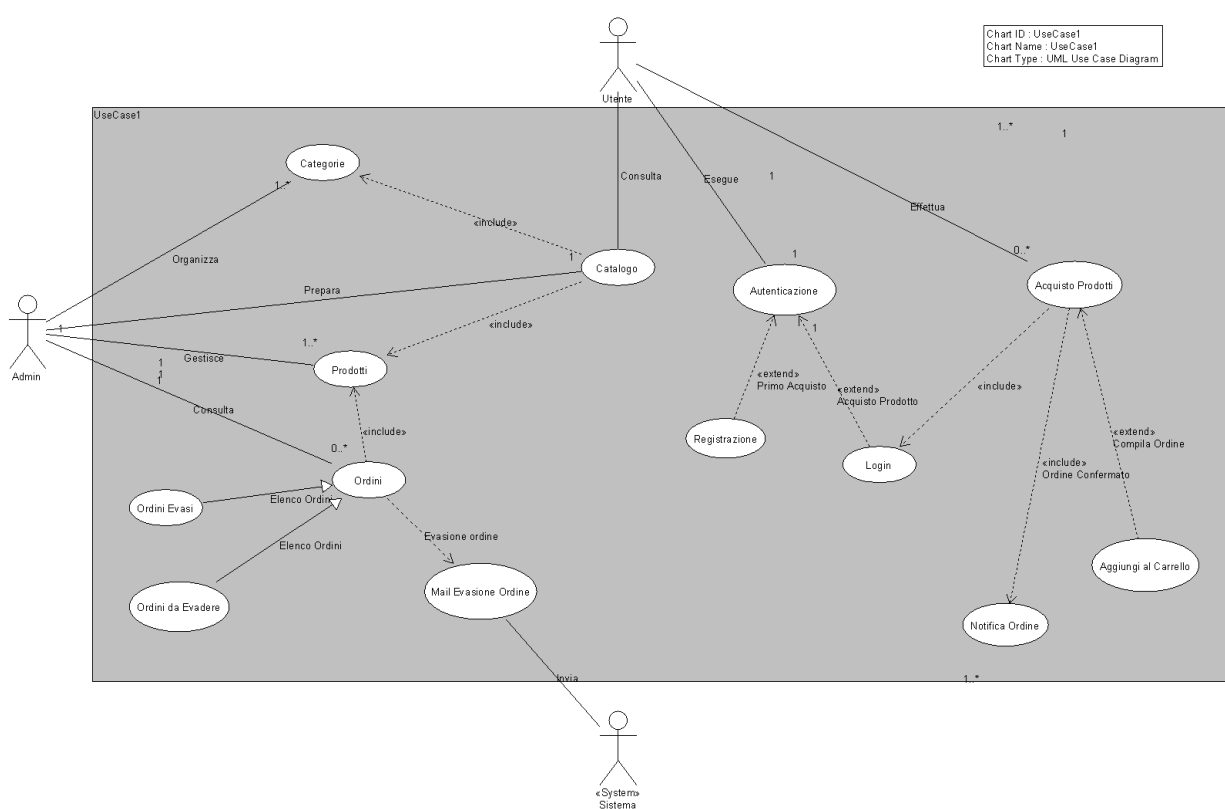 Chart ID : UseCase1
Chart Name : UseCase1
Chart Type : UML Use Case Diagram
Utente
UseCase1
1..*
1
Categorie
Consulta
Esegue
1
1..*
Effettua
«include»
Organizza
1
Catalogo
1
0..*
Autenticazione
Acquisto Prodotti
Prepara
Admin
1
«include»
1..*
1
Gestisce
Prodotti
1
1
1
«extend»
Primo Acquisto
«extend»
Acquisto Prodotto
«include»
Consulta
«include»
0..*
Registrazione
«extend»
Compila Ordine
Login
«include»
Ordine Confermato
Ordini
Elenco Ordini
Ordini Evasi
Evasione ordine
Elenco Ordini
Aggiungi al Carrello
Mail Evasione Ordine
Ordini da Evadere
Notifica Ordine
Invia
1..*
«System»
Sistema